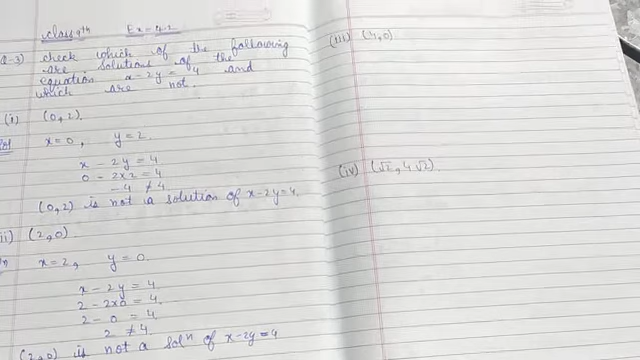 class 9th Ex = 4.2
Q-3) check which of the following
are solutions of the
equation x-2y = 4 and
which are not.
(i) (0,2).
Sol x=0, y=2.
x - 2y = 4
0 - 2x2 = 4
-4 ≠ 4
(0,2) is not a solution of x-2y=4.
ii) (2,0)
x=2, y=0
x - 2y = 4
2 - 2x0 = 4.
2 - 0 = 4.
2 ≠ 4.
(2,0) is not a solⁿ of x-2y=4
(iii) (4,0)
(iv) (√2, 4√2).